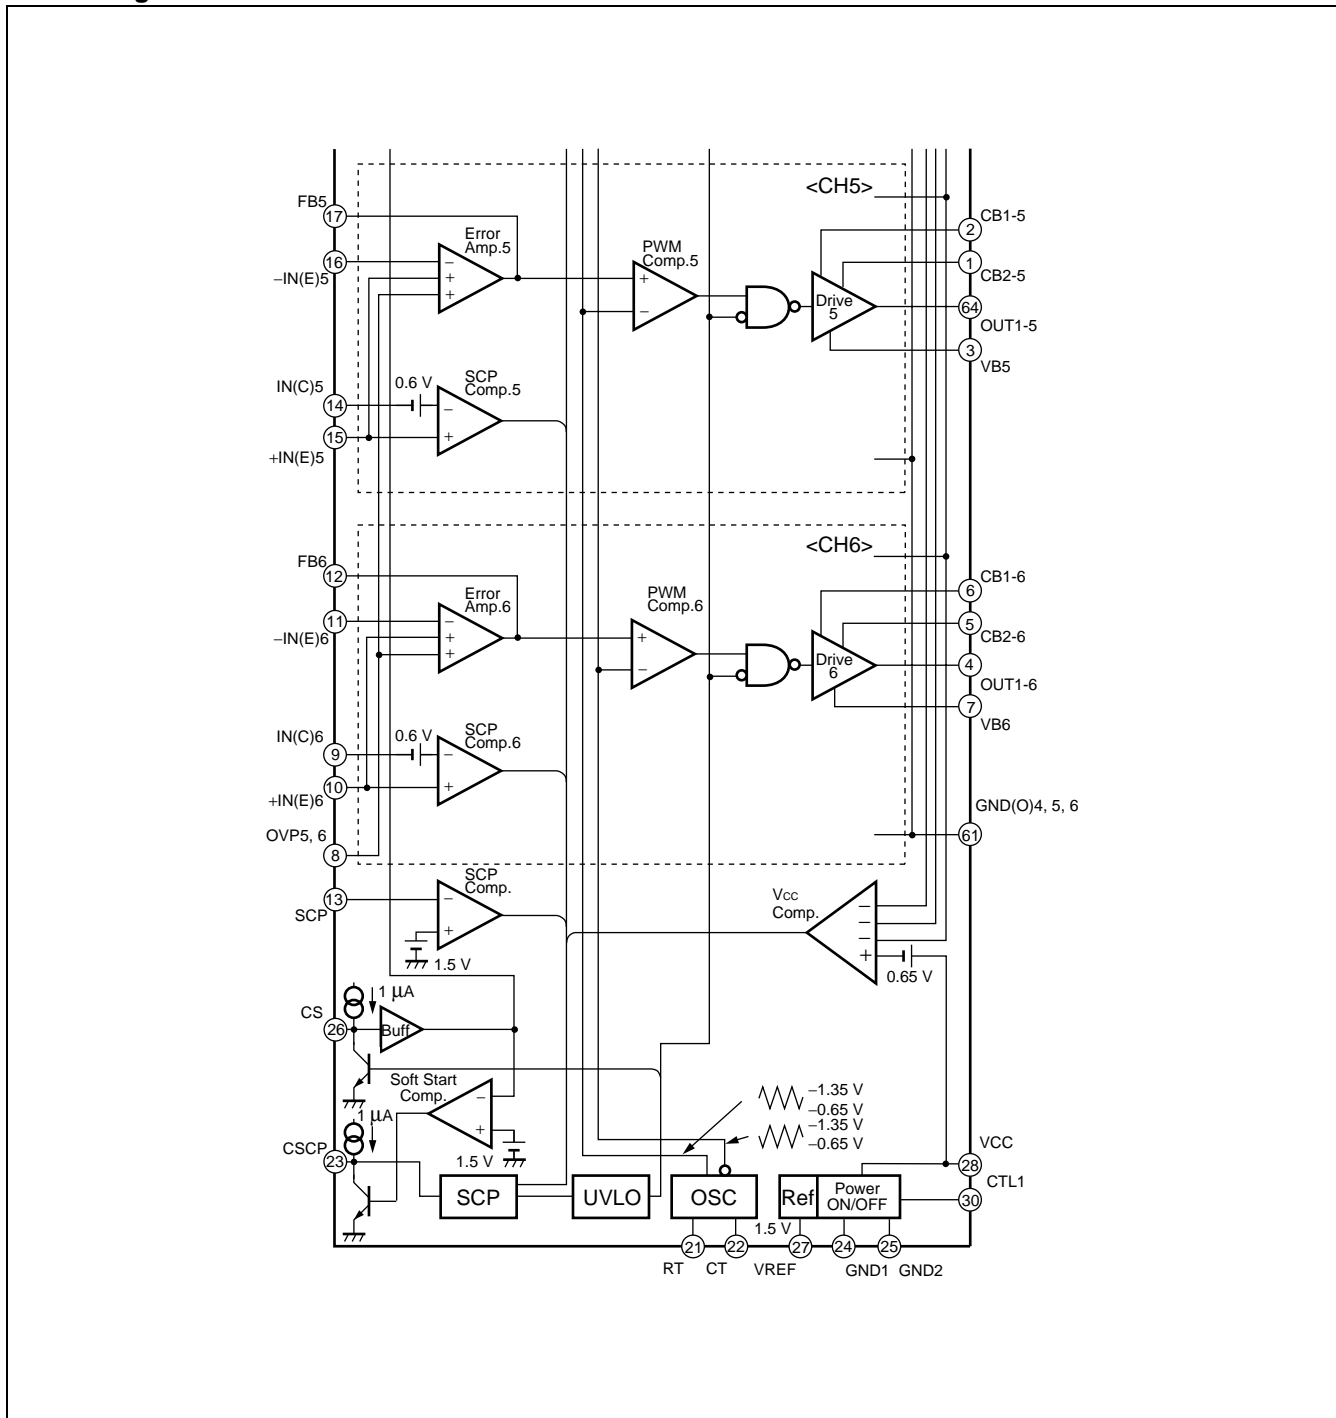 <CH5>
FB5
17
CB1-5
2
Error
Amp.5
PWM
Comp.5
16
−IN(E)5
−
+
+
+
−
1
CB2-5
Drive
5
64
OUT1-5
3
VB5
IN(C)5
0.6 V
SCP
Comp.5
14
−
15
+
+IN(E)5
<CH6>
FB6
12
CB1-6
6
Error
Amp.6
PWM
Comp.6
11
−IN(E)6
−
+
+
+
−
5
CB2-6
Drive
6
4
OUT1-6
7
VB6
IN(C)6
0.6 V
SCP
Comp.6
9
−
10
+
+IN(E)6
GND(O)4, 5, 6
61
OVP5, 6
8
SCP
Comp.
13
SCP
−
+
1.5 V
VCC
Comp.
−
−
−
+
0.65 V
1 μA
CS
26
Buff
Soft Start
Comp.
−
+
1.5 V
1 μA
CSCP
23
−1.35 V
−0.65 V
−1.35 V
−0.65 V
VCC
28
CTL1
30
SCP
UVLO
OSC
Ref
Power
ON/OFF
1.5 V
21
22
27
24
25
RT
CT
VREF
GND1
GND2